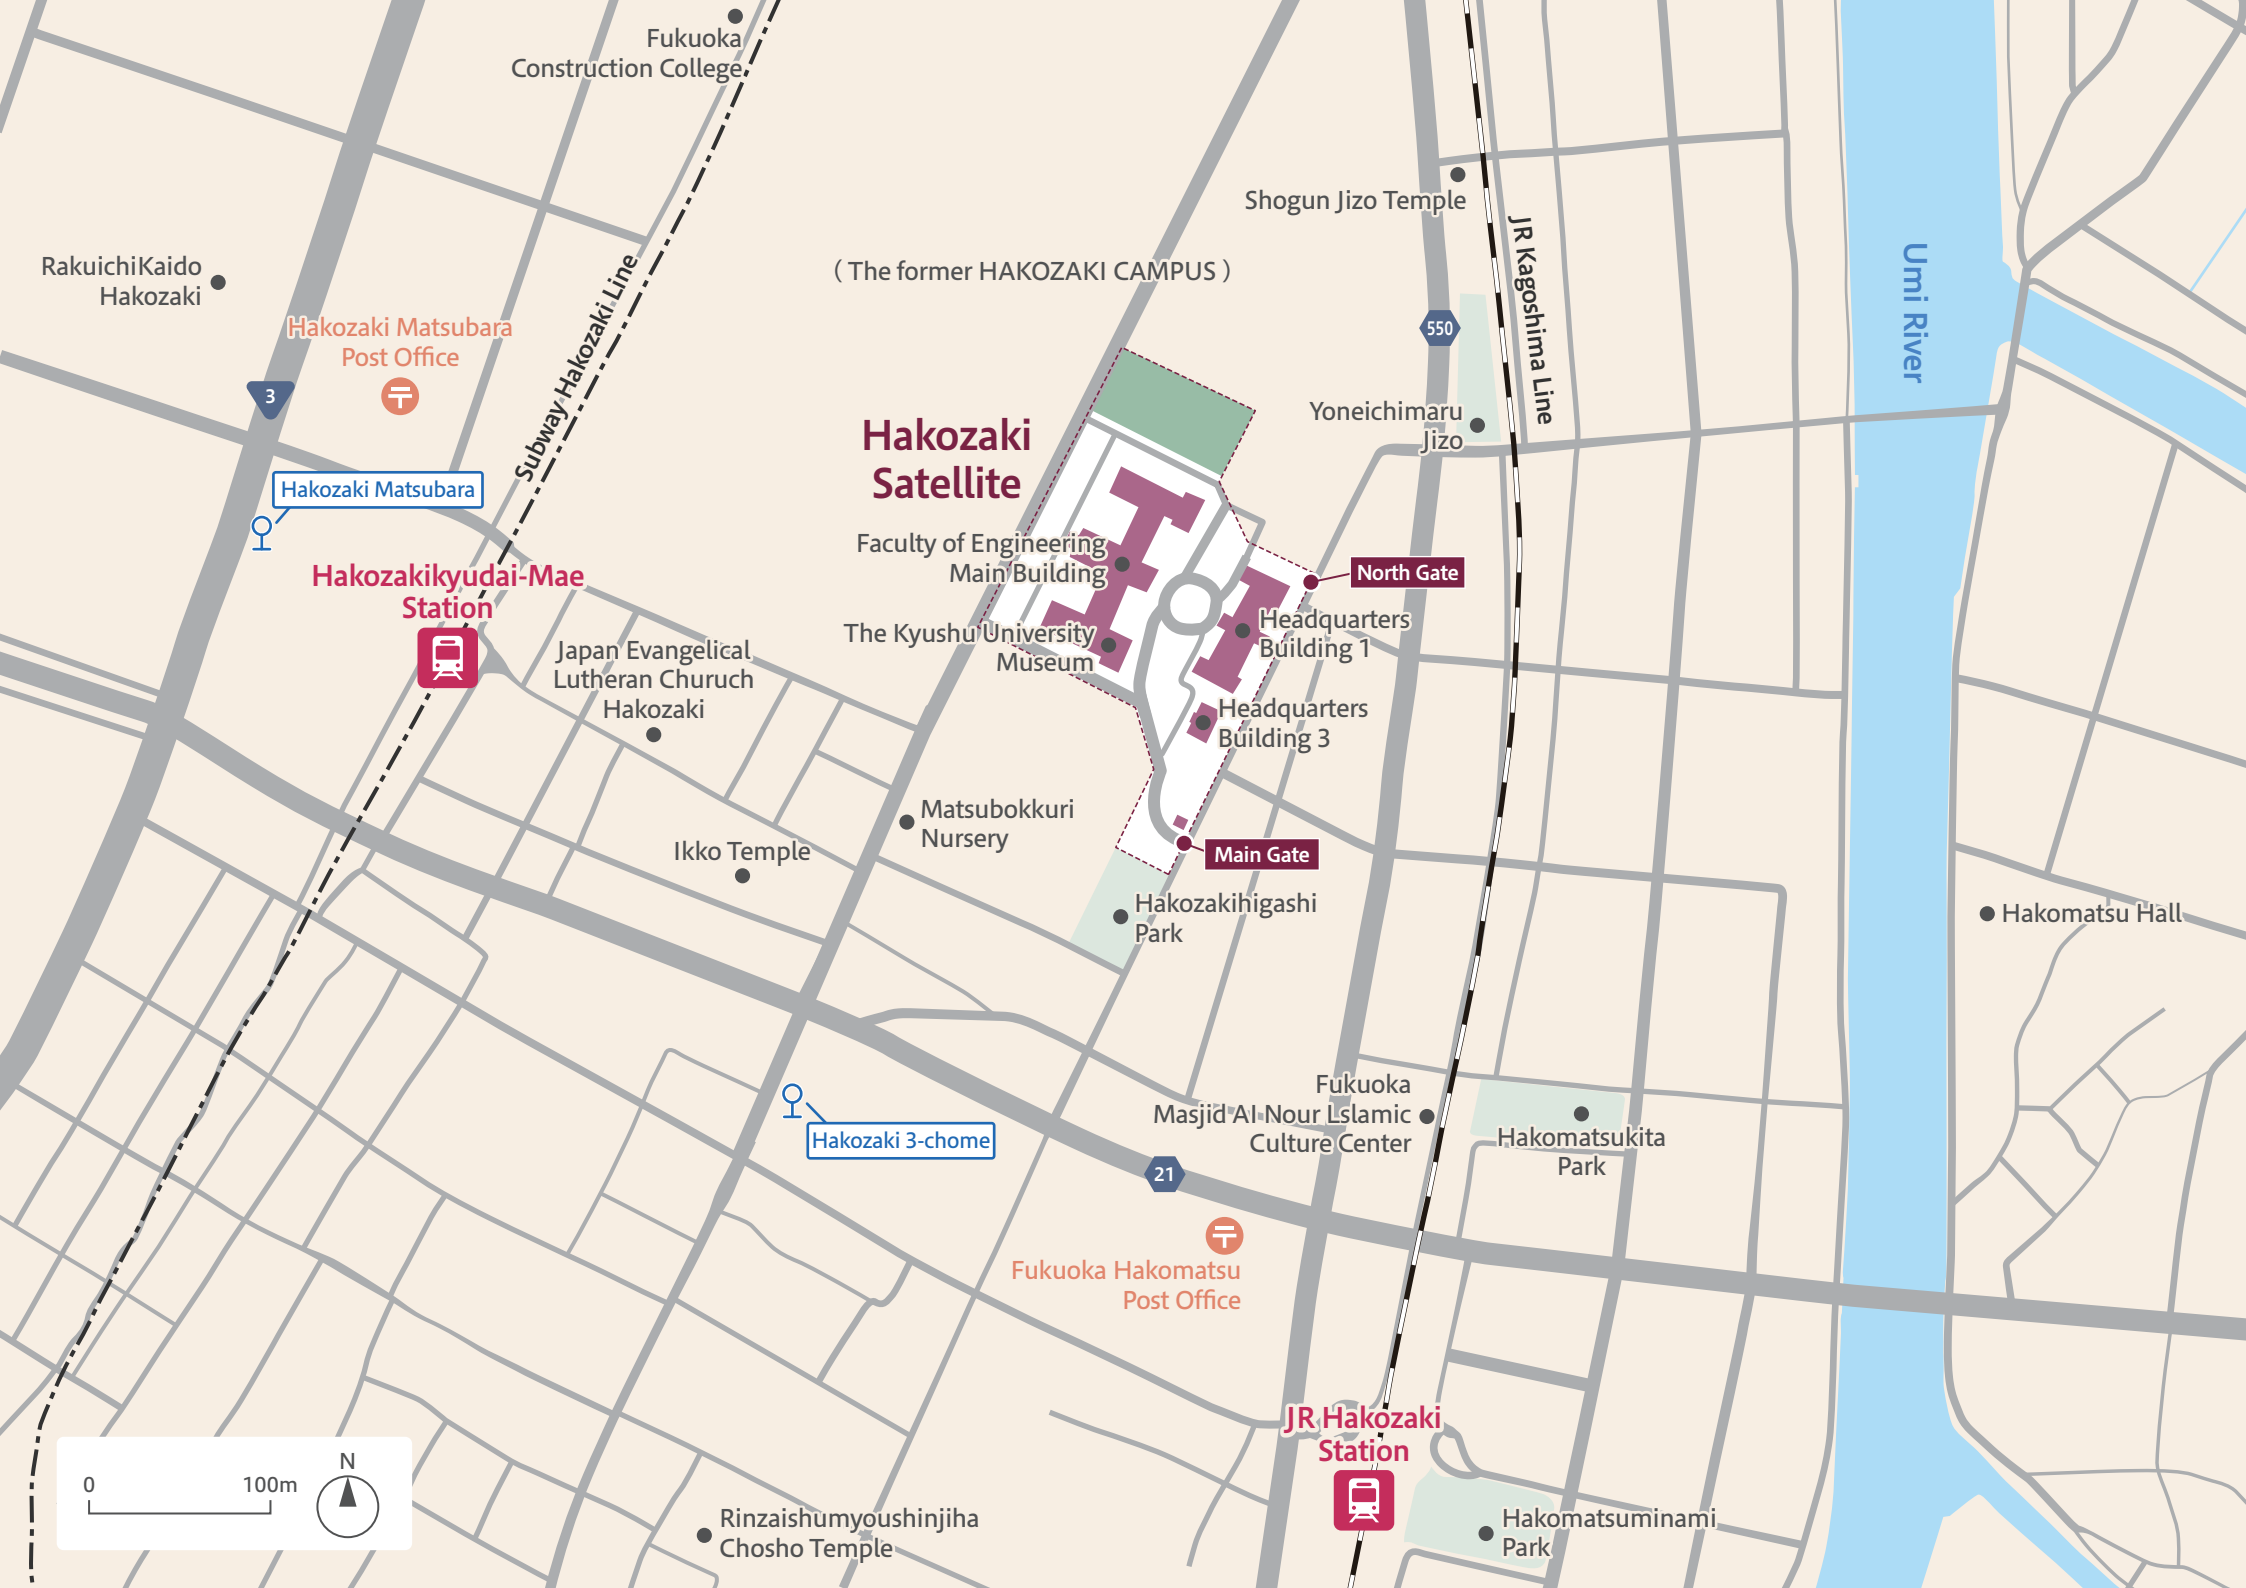 Fukuoka
Construction College
Shogun Jizo Temple
RakuichiKaido
Hakozaki
( The former HAKOZAKI CAMPUS )
JR Kagoshima Line
Umi River
Subway Hakozaki Line
Hakozaki Matsubara
Post Office
550
3
Yoneichimaru
Jizo
Hakozaki
Satellite
Hakozaki Matsubara
Faculty of Engineering
Main Building
North Gate
Hakozakikyudai-Mae
Station
Headquarters
Building 1
The Kyushu University
Museum
Japan Evangelical
Lutheran Churuch
Hakozaki
Headquarters
Building 3
Matsubokkuri
Nursery
Ikko Temple
Main Gate
Hakozakihigashi
Park
Hakomatsu Hall
Fukuoka
Masjid Al Nour Lslamic
Culture Center
Hakomatsukita
Park
Hakozaki 3-chome
21
Fukuoka Hakomatsu
Post Office
JR Hakozaki
Station
N
0 100m
Rinzaishumyoushinjiha
Chosho Temple
Hakomatsuminami
Park